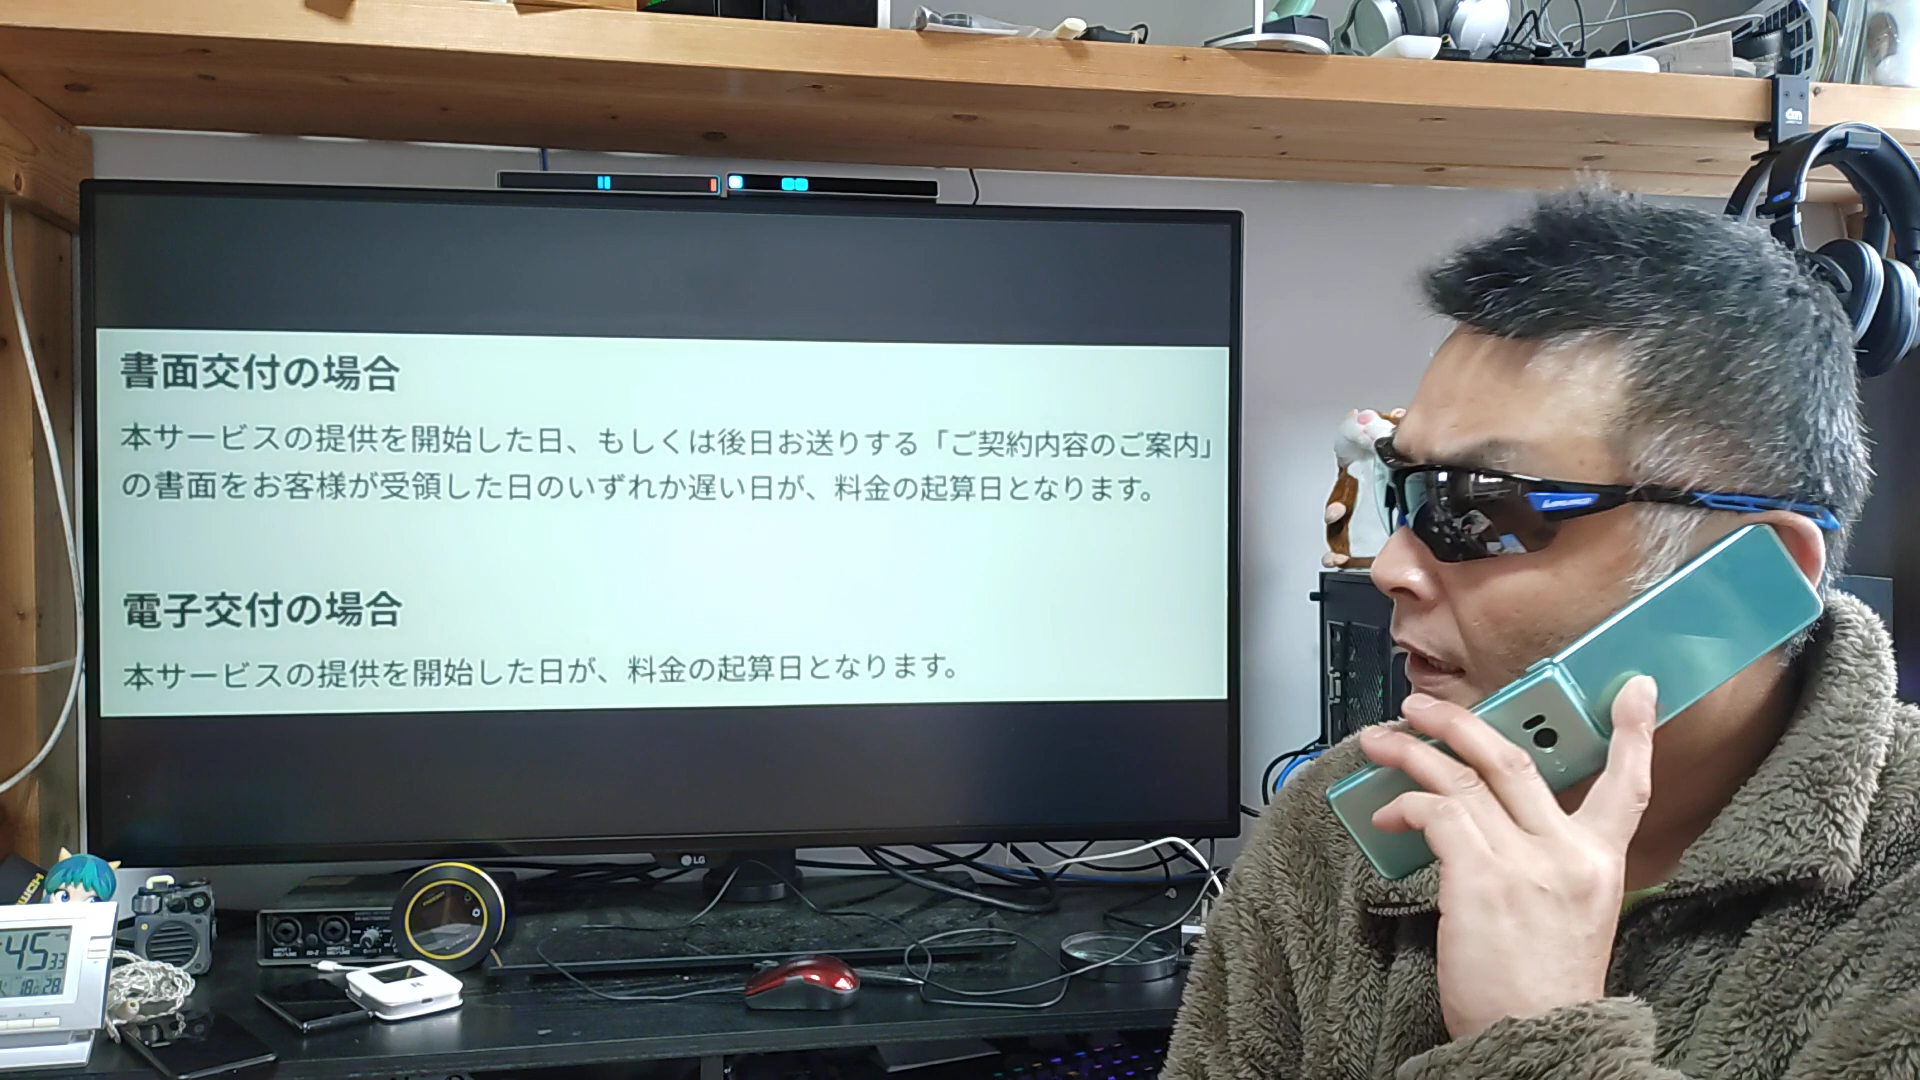 書面交付の場合
本サービスの提供を開始した日、もしくは後日お送りする「ご契約内容のご案内」
の書面をお客様が受領した日のいずれか遅い日が、料金の起算日となります。
電子交付の場合
本サービスの提供を開始した日が、料金の起算日となります。
LG
45 33